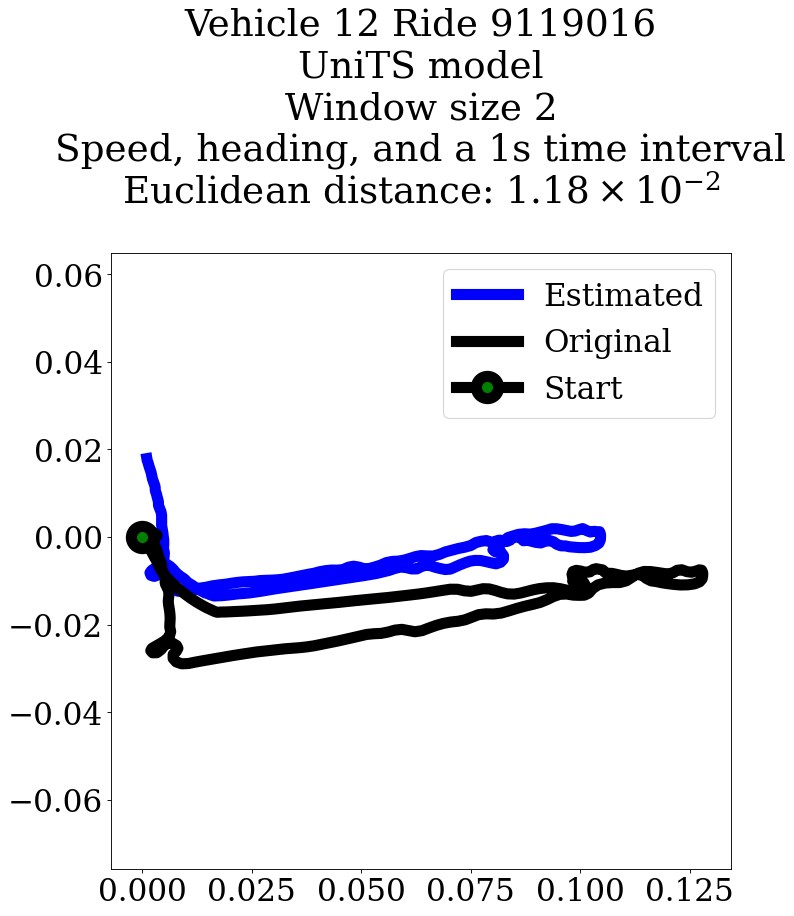 Vehicle 12 Ride 9119016
UniTS model
Window size 2
Speed, heading, and a 1s time interval
Euclidean distance: 1.18 × 10⁻²
Estimated
Original
Start
0.06
0.04
0.02
0.00
−0.02
−0.04
−0.06
0.000 0.025 0.050 0.075 0.100 0.125